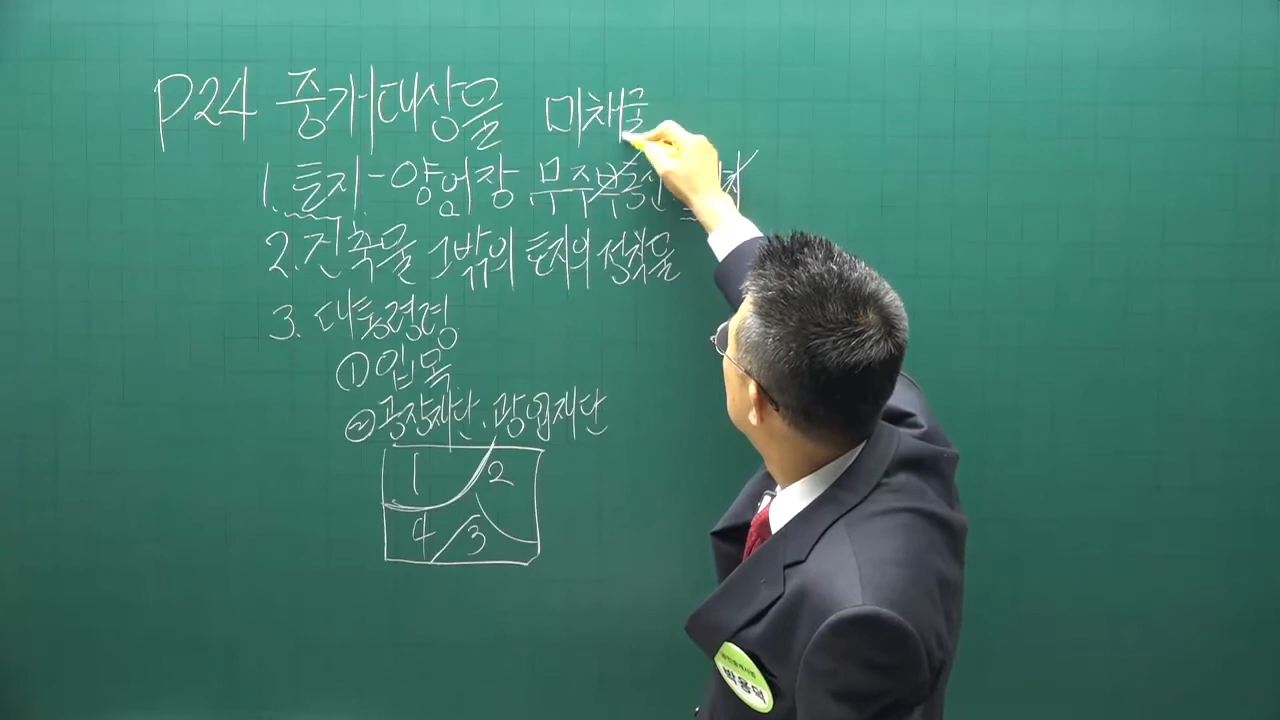 P24 중개대상물 미채굴
1. 토지 - 양어장 무주부동산
2. 건축물 그밖의 토지의 정착물
3. 대통령령
① 입목
② 공장재단. 광업재단
1 2
4 3